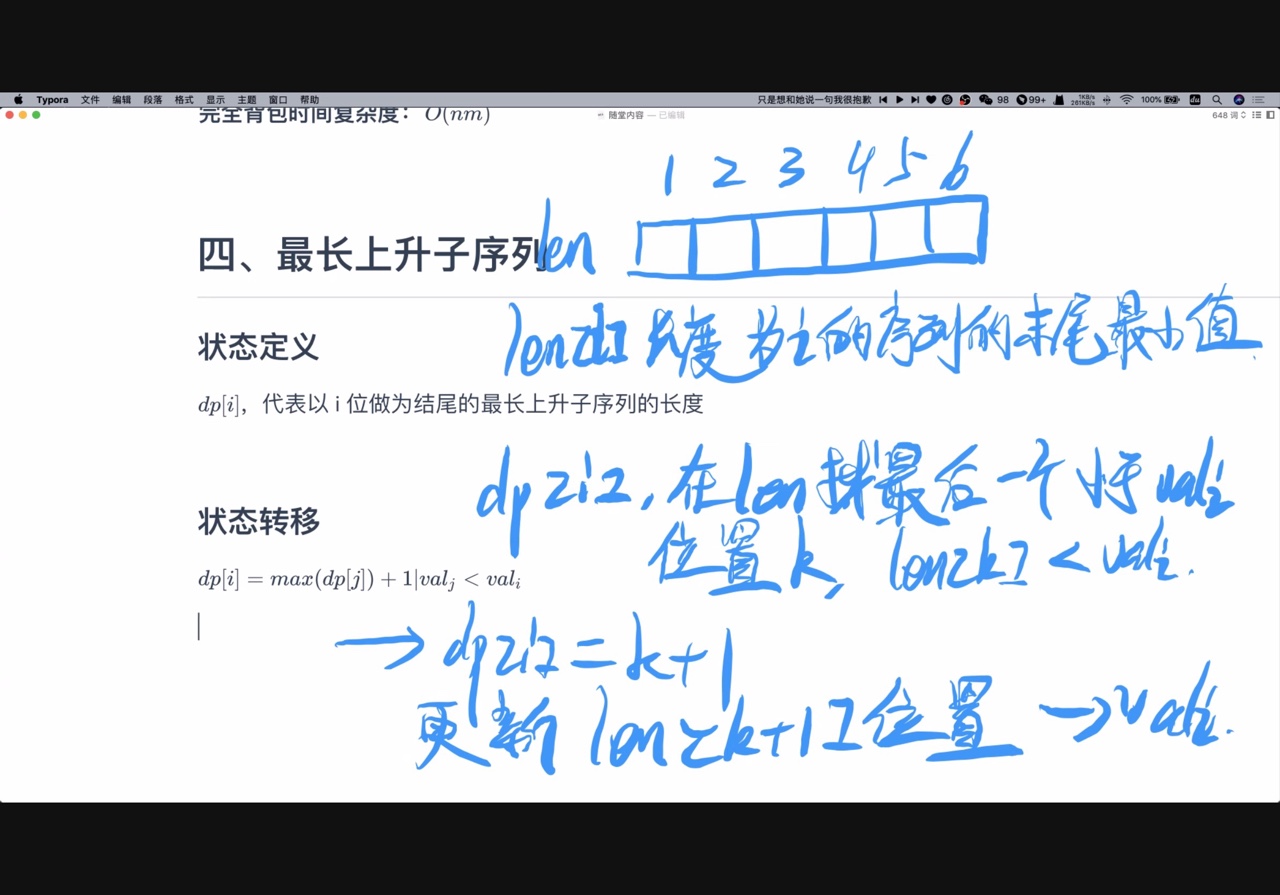 Typora 文件 编辑 段落 格式 显示 主题 窗口 帮助 只是想和她说一句我很抱歉 98 99+ 1KB/s 261KB/s 100%
随堂内容 — 已编辑 648 词
完全背包时间复杂度：O(nm)
1 2 3 4 5 6
len
四、最长上升子序列
len[i] 长度为i的序列的末尾最小值.
状态定义
dp[i]，代表以 i 位做为结尾的最长上升子序列的长度
dp[i], 在len中找最后一个小于vali
位置k, len[k] < vali.
状态转移
dp[i] = max(dp[j]) + 1|val_j < val_i
→ dp[i] = k+1
更新 len[k+1]位置 → vali.